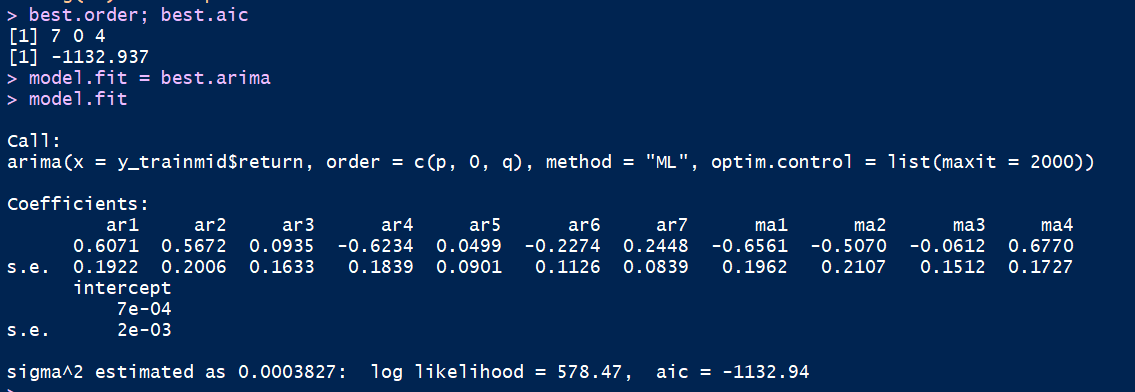 > best.order; best.aic
[1] 7 0 4
[1] -1132.937
> model.fit = best.arima
> model.fit
Call:
arima(x = y_trainmid$return, order = c(p, 0, q), method = "ML", optim.control = list(maxit = 2000))
Coefficients:
ar1 ar2 ar3 ar4 ar5 ar6 ar7 ma1 ma2 ma3 ma4
0.6071 0.5672 0.0935 -0.6234 0.0499 -0.2274 0.2448 -0.6561 -0.5070 -0.0612 0.6770
s.e. 0.1922 0.2006 0.1633 0.1839 0.0901 0.1126 0.0839 0.1962 0.2107 0.1512 0.1727
intercept
7e-04
s.e. 2e-03
sigma^2 estimated as 0.0003827: log likelihood = 578.47, aic = -1132.94